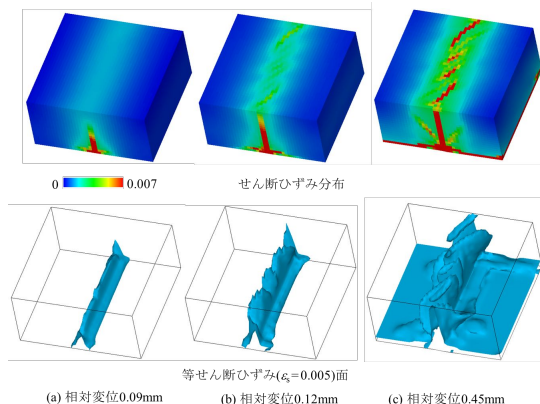 0
0.007
せん断ひずみ分布
等せん断ひずみ(εs=0.005)面
(a) 相対変位0.09mm
(b) 相対変位0.12mm
(c) 相対変位0.45mm